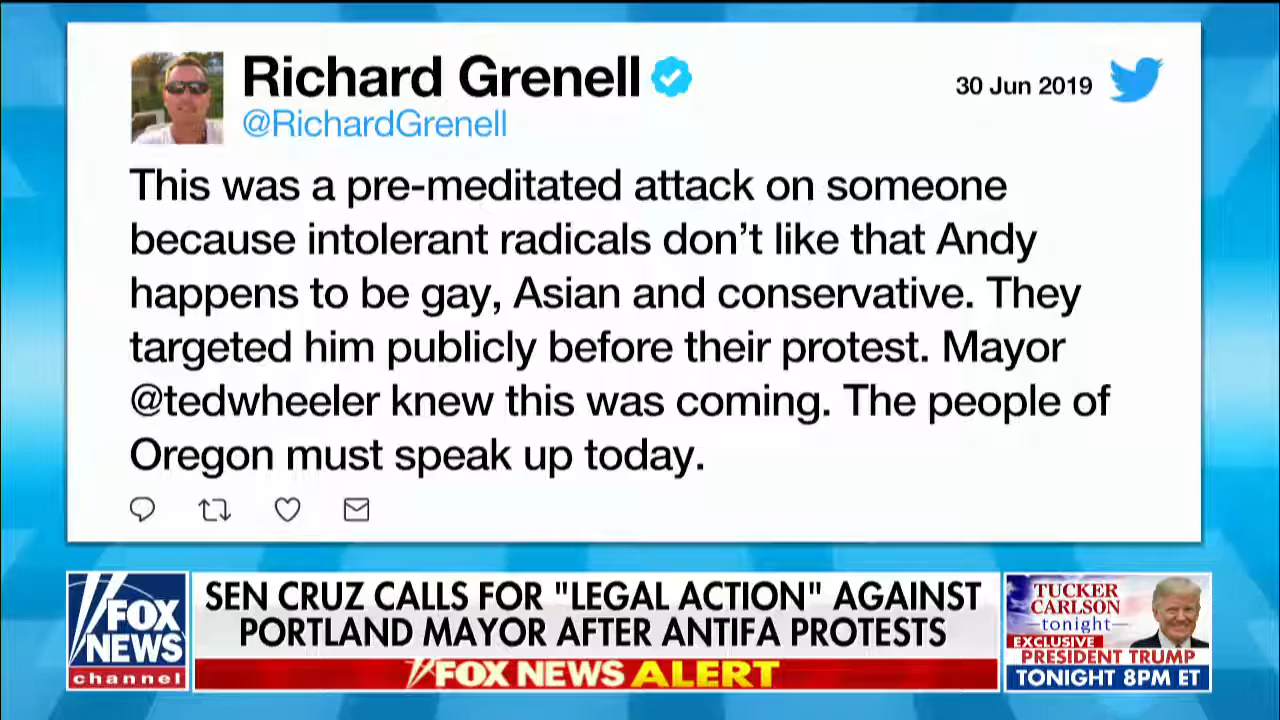 Richard Grenell
30 Jun 2019
@RichardGrenell
This was a pre-meditated attack on someone
because intolerant radicals don’t like that Andy
happens to be gay, Asian and conservative. They
targeted him publicly before their protest. Mayor
@tedwheeler knew this was coming. The people of
Oregon must speak up today.
FOX
NEWS
channel
SEN CRUZ CALLS FOR "LEGAL ACTION" AGAINST
PORTLAND MAYOR AFTER ANTIFA PROTESTS
FOX NEWS ALERT
TUCKER
CARLSON
tonight
EXCLUSIVE
PRESIDENT TRUMP
TONIGHT 8PM ET